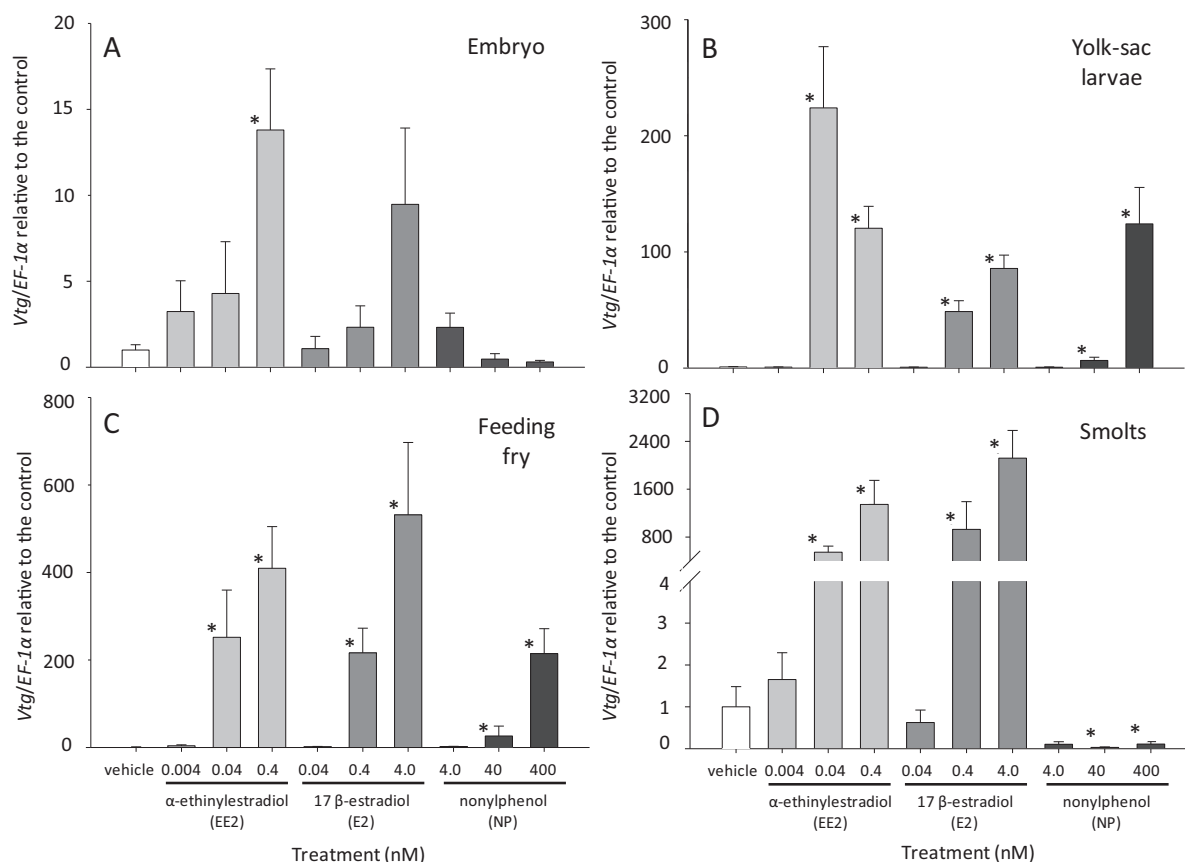 A
Embryo
20
15
10
5
0
Vtg/EF-1α relative to the control
*
B
Yolk-sac
larvae
300
200
100
0
Vtg/EF-1α relative to the control
*
*
*
*
*
*
C
Feeding
fry
800
600
400
200
0
Vtg/EF-1α relative to the control
*
*
*
*
*
*
vehicle 0.004 0.04 0.4 0.04 0.4 4.0 4.0 40 400
α-ethinylestradiol 17 β-estradiol nonylphenol
(EE2) (E2) (NP)
Treatment (nM)
D
Smolts
3200
2400
1600
800
4
3
2
1
0
Vtg/EF-1α relative to the control
*
*
*
*
*
*
vehicle 0.004 0.04 0.4 0.04 0.4 4.0 4.0 40 400
α-ethinylestradiol 17 β-estradiol nonylphenol
(EE2) (E2) (NP)
Treatment (nM)